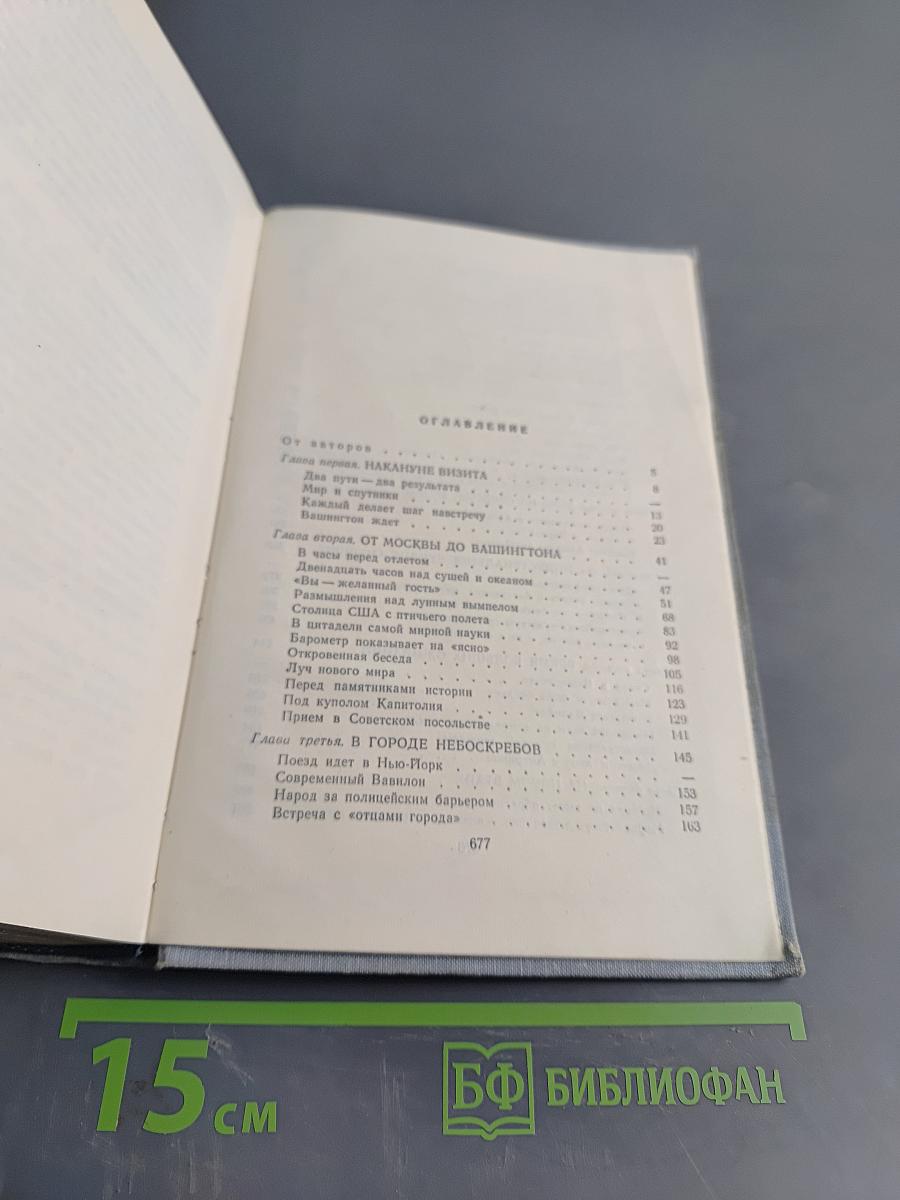 ОГЛАВЛЕНИЕ
От авторов . . . . . . . . . . . . . . . 5
Глава первая. НАКАНУНЕ ВИЗИТА . . . . . . . . 8
Два пути — два результата . . . . . . . . . —
Мир и спутники . . . . . . . . . . . . 13
Каждый делает шаг навстречу . . . . . . . . 20
Вашингтон ждет . . . . . . . . . . . . 23
Глава вторая. ОТ МОСКВЫ ДО ВАШИНГТОНА . . . . . 41
В часы перед отлетом . . . . . . . . . . —
Двенадцать часов над сушей и океаном . . . . . . 47
«Вы — желанный гость» . . . . . . . . . . 51
Размышления над лунным вымпелом . . . . . . . 68
Столица США с птичьего полета . . . . . . . . 83
В цитадели самой мирной науки . . . . . . . . 92
Барометр показывает на «ясно» . . . . . . . . 98
Откровенная беседа . . . . . . . . . . . 105
Луч нового мира . . . . . . . . . . . . 116
Перед памятниками истории . . . . . . . . . 123
Под куполом Капитолия . . . . . . . . . . 129
Прием в Советском посольстве . . . . . . . . 141
Глава третья. В ГОРОДЕ НЕБОСКРЕБОВ . . . . . . 145
Поезд идет в Нью-Йорк . . . . . . . . . . —
Современный Вавилон . . . . . . . . . . 153
Народ за полицейским барьером . . . . . . . . 157
Встреча с «отцами города» . . . . . . . . . 163
677
15 см
БФ БИБЛИОФАН